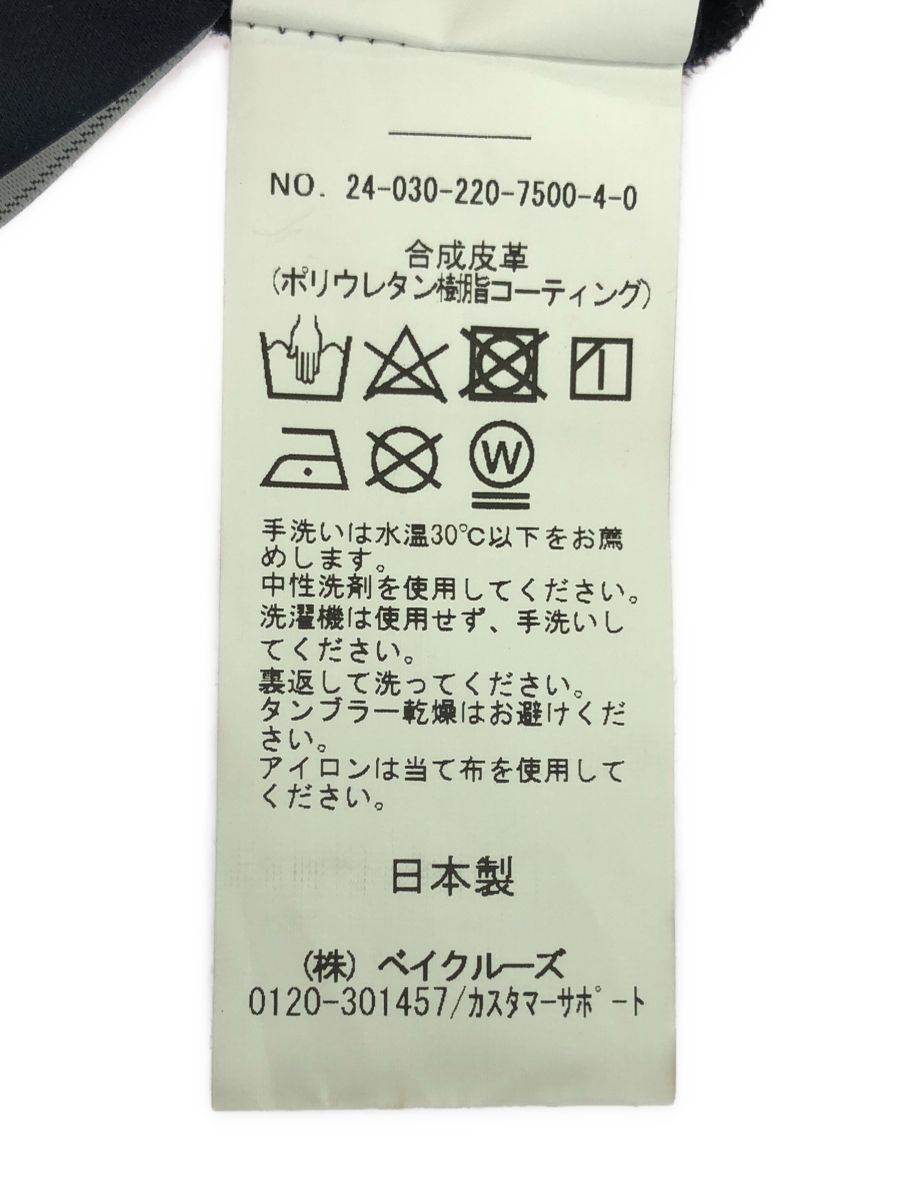 NO. 24-030-220-7500-4-0
合成皮革
(ポリウレタン樹脂コーティング)
W
手洗いは水温30℃以下をお薦
めします。
中性洗剤を使用してください。
洗濯機は使用せず、手洗いし
てください。
裏返して洗ってください。
タンブラー乾燥はお避けくだ
さい。
アイロンは当て布を使用して
ください。
日本製
(株) ベイクルーズ
0120-301457/カスタマーサポート